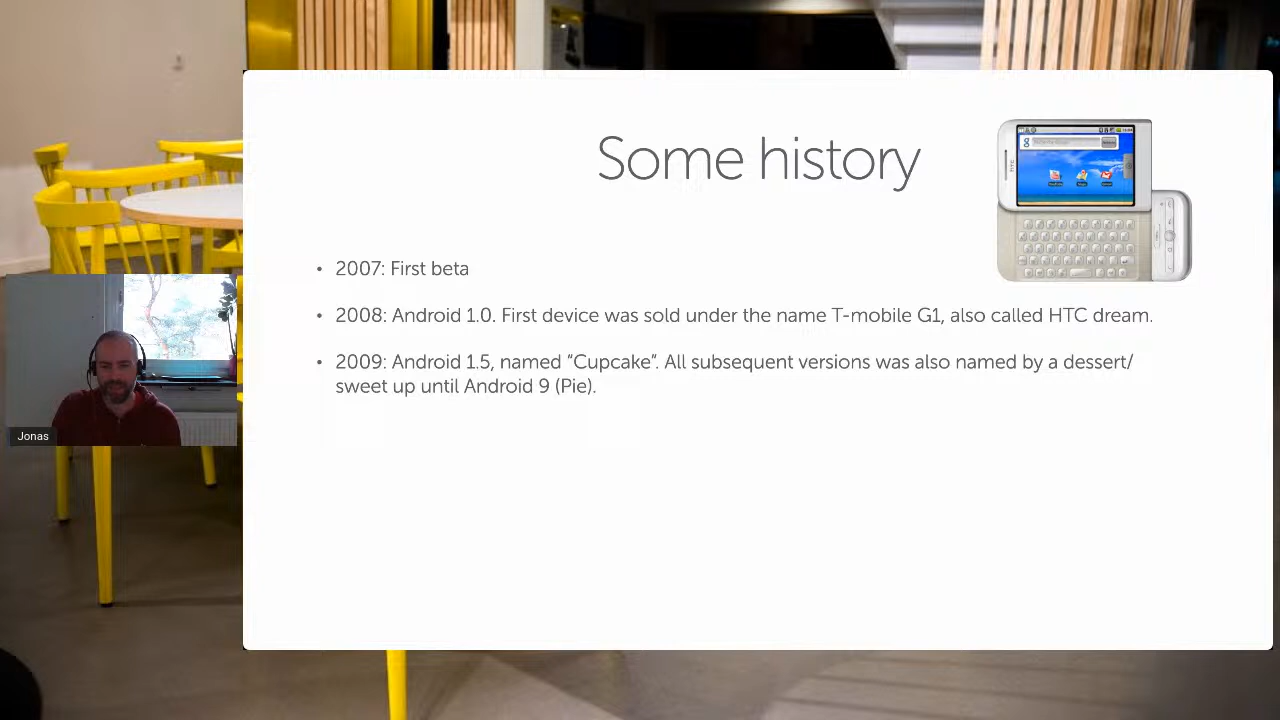 Some history
hTC
• 2007: First beta
• 2008: Android 1.0. First device was sold under the name T-mobile G1, also called HTC dream.
• 2009: Android 1.5, named “Cupcake”. All subsequent versions was also named by a dessert/
sweet up until Android 9 (Pie).
Jonas